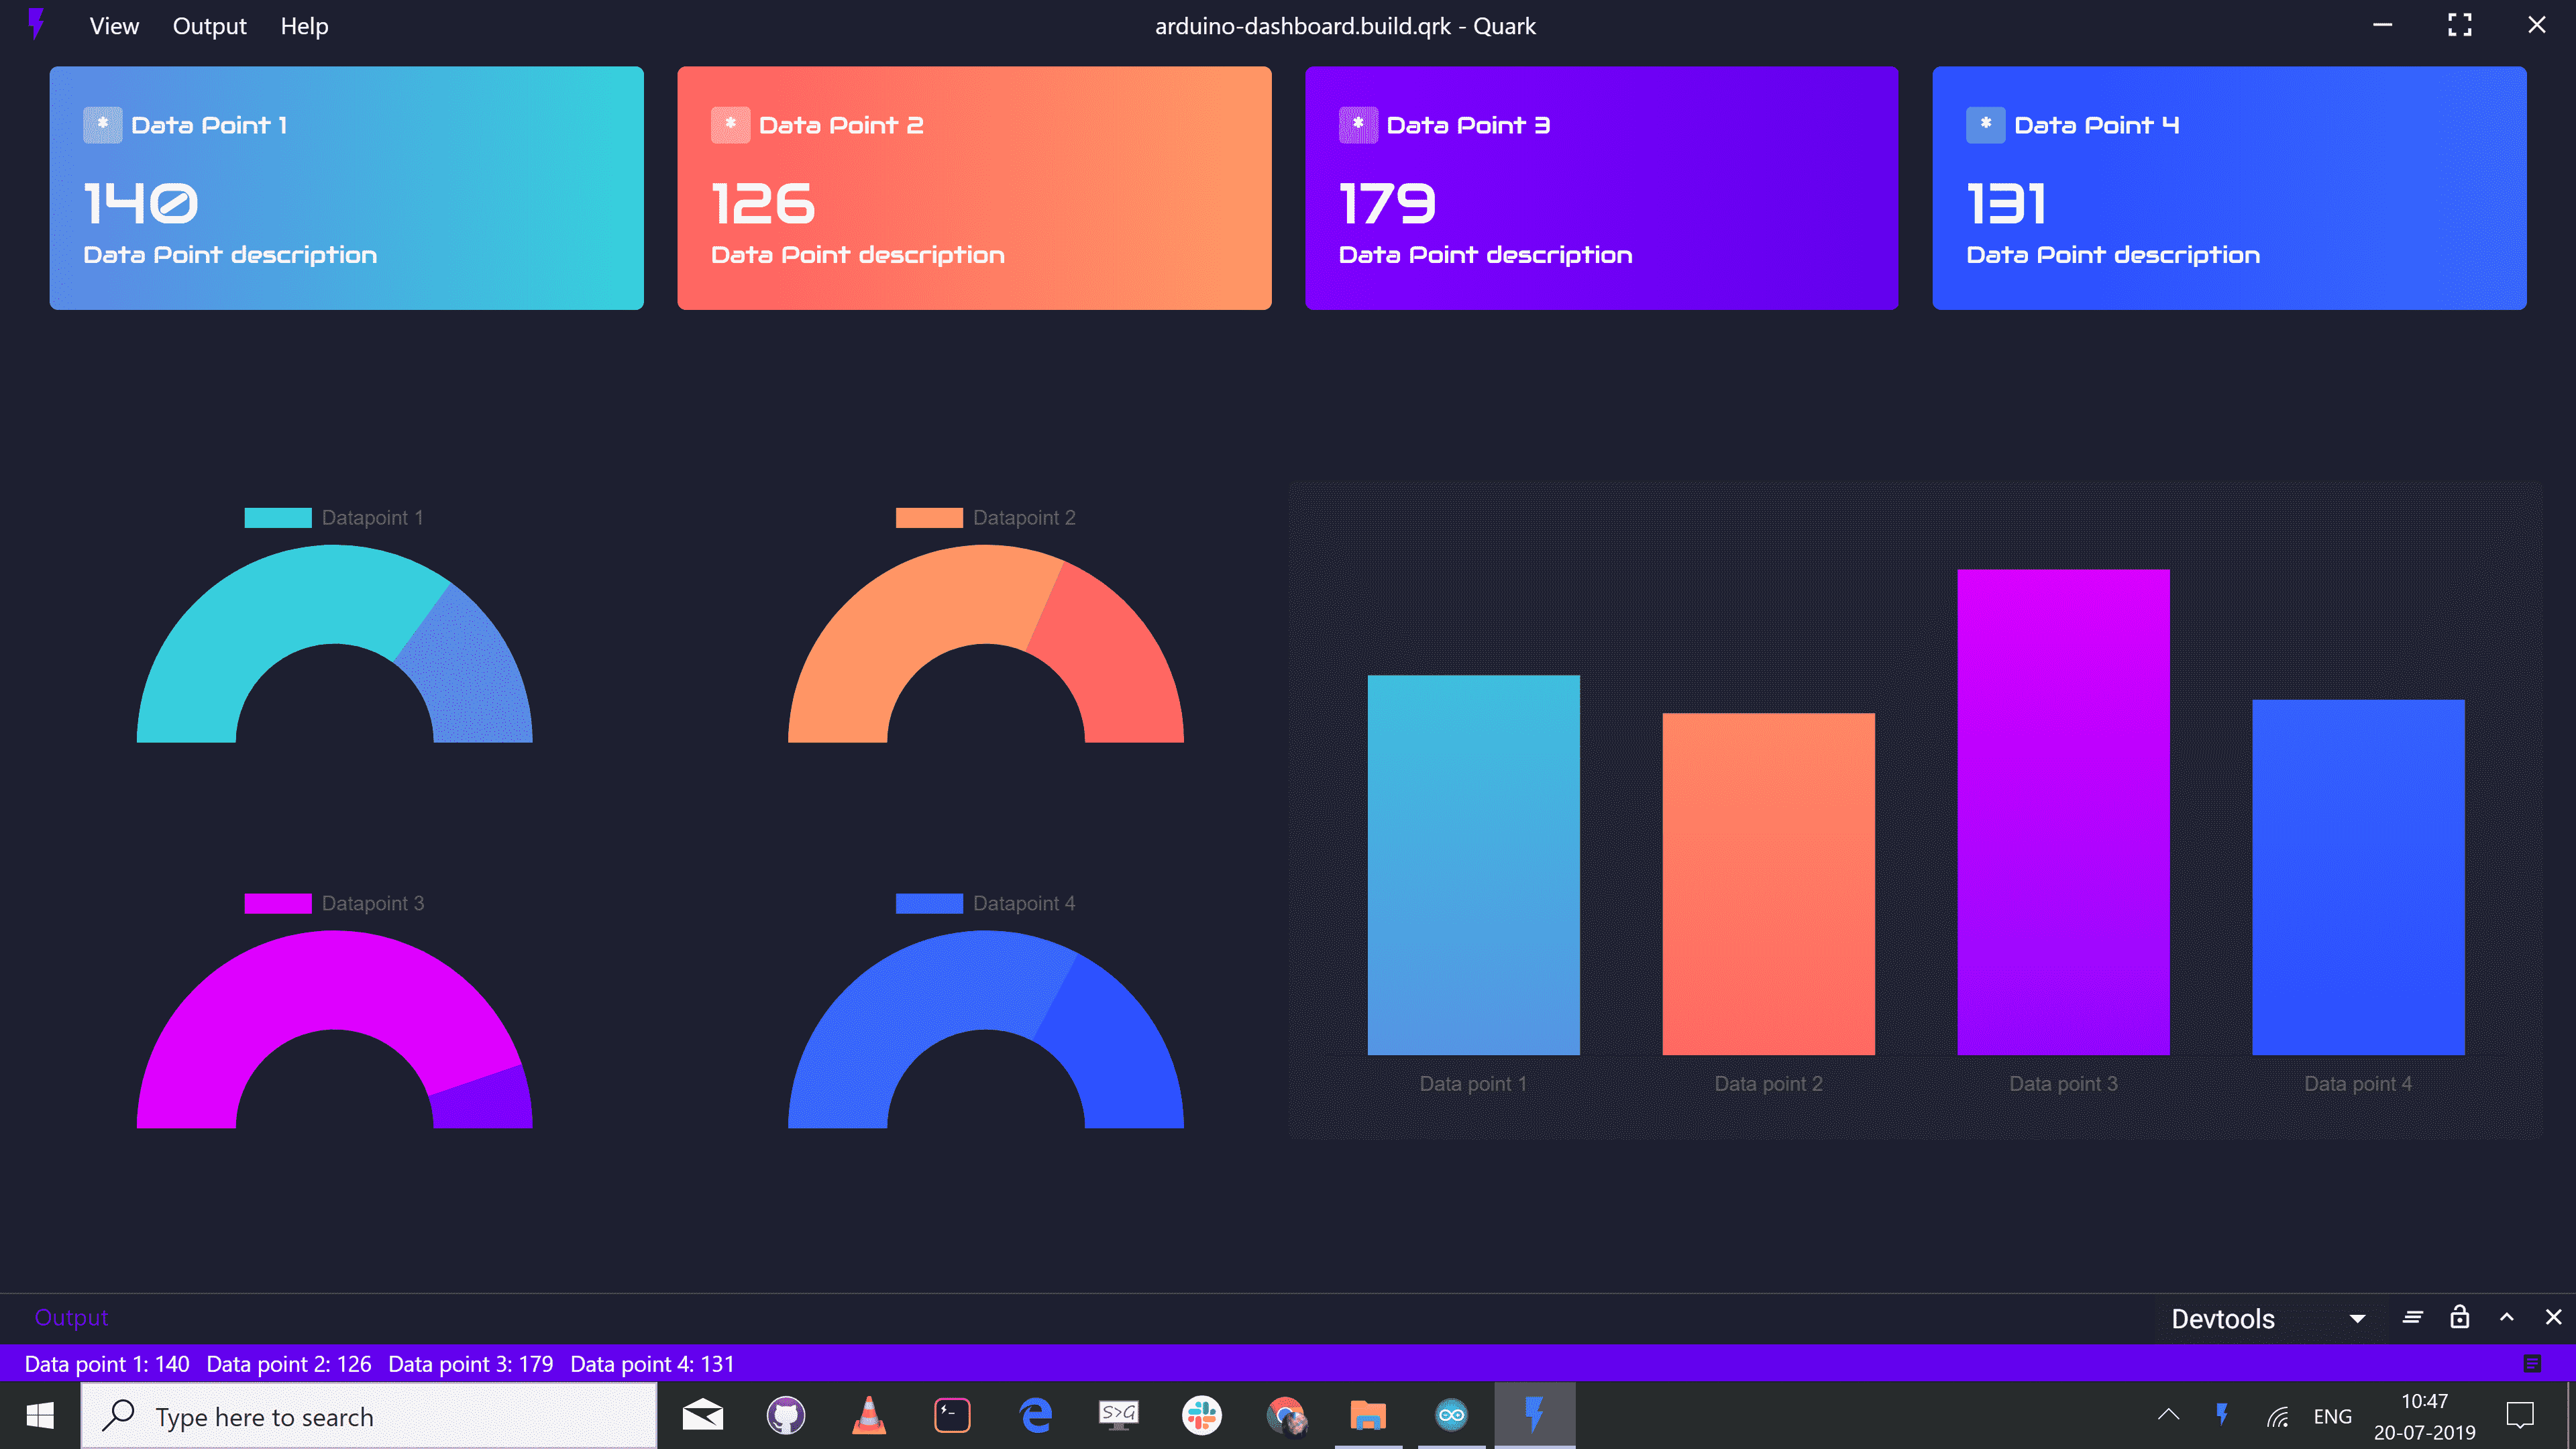 View Output Help arduino-dashboard.build.qrk - Quark
* Data Point 1
140
Data Point description
* Data Point 2
126
Data Point description
* Data Point 3
179
Data Point description
* Data Point 4
131
Data Point description
Datapoint 1
Datapoint 2
Datapoint 3
Datapoint 4
Data point 1 Data point 2 Data point 3 Data point 4
Output Devtools
Data point 1: 140 Data point 2: 126 Data point 3: 179 Data point 4: 131
Type here to search
S>G
ENG
10:47
20-07-2019